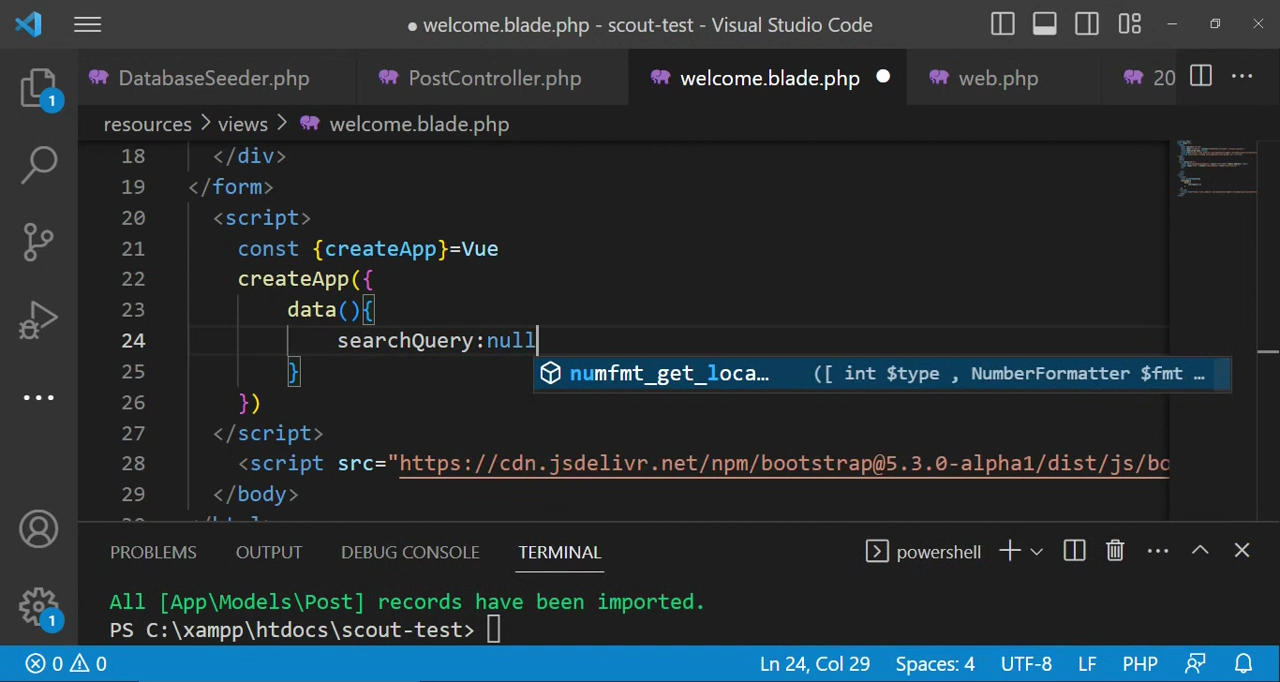 ● welcome.blade.php - scout-test - Visual Studio Code
DatabaseSeeder.php PostController.php welcome.blade.php web.php 20
resources > views > welcome.blade.php
18 </div>
19 </form>
20 <script>
21 const {createApp}=Vue
22 createApp({
23 data(){
24 searchQuery:null
numfmt_get_loca… ([ int $type , NumberFormatter $fmt …
25 }
26 })
27 </script>
28 <script src="https://cdn.jsdelivr.net/npm/bootstrap@5.3.0-alpha1/dist/js/bo
29 </body>
PROBLEMS OUTPUT DEBUG CONSOLE TERMINAL powershell
All [App\Models\Post] records have been imported.
PS C:\xampp\htdocs\scout-test>
0 0 Ln 24, Col 29 Spaces: 4 UTF-8 LF PHP
1
1